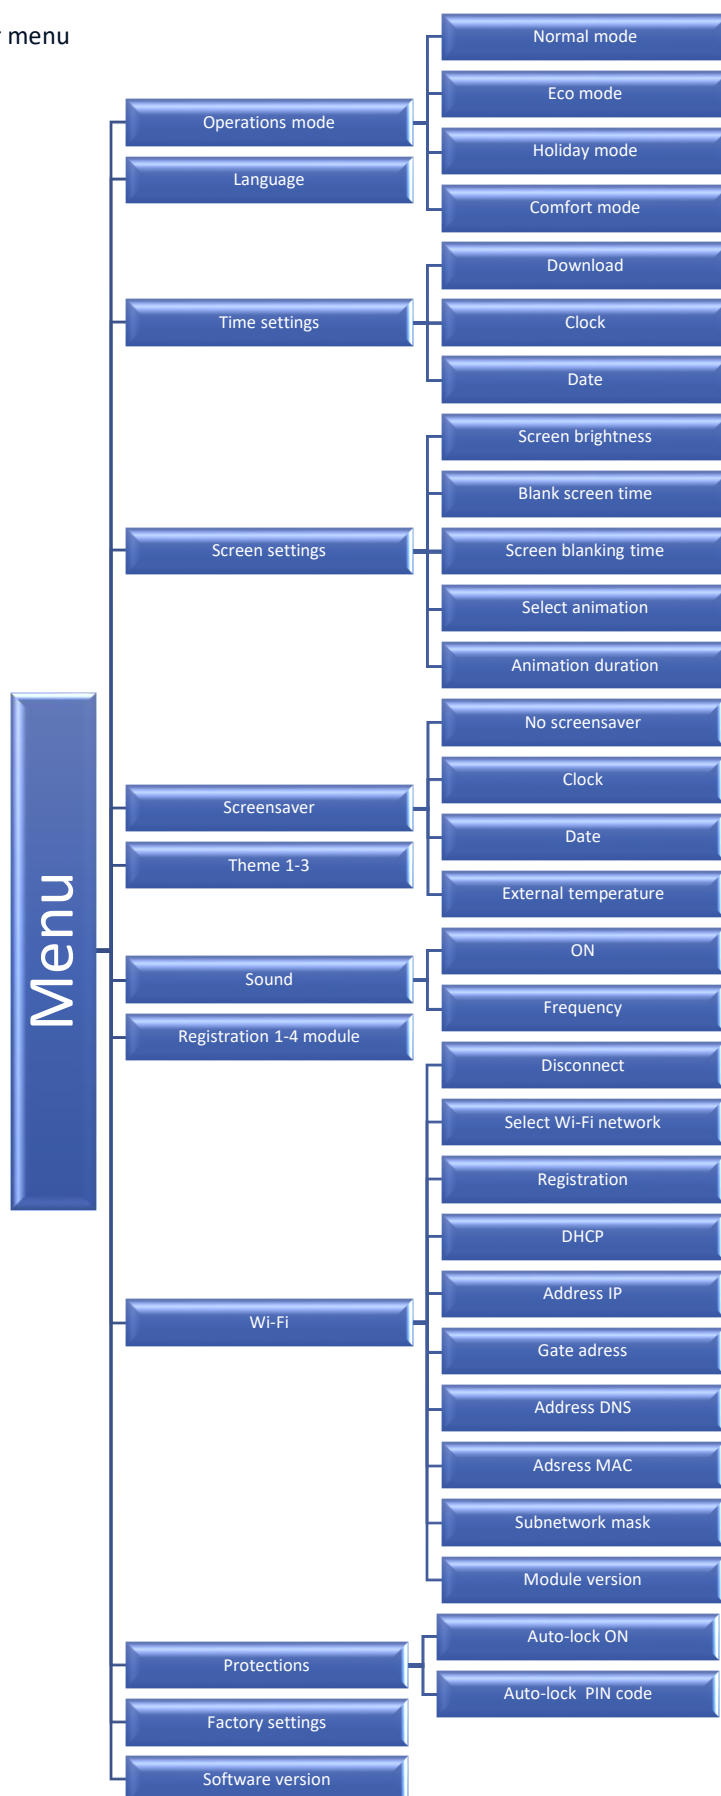 menu
Menu
Operations mode
Normal mode
Eco mode
Holiday mode
Comfort mode
Language
Time settings
Download
Clock
Date
Screen settings
Screen brightness
Blank screen time
Screen blanking time
Select animation
Animation duration
Screensaver
No screensaver
Clock
Date
External temperature
Theme 1-3
Sound
ON
Frequency
Registration 1-4 module
Wi-Fi
Disconnect
Select Wi-Fi network
Registration
DHCP
Address IP
Gate adress
Address DNS
Adsress MAC
Subnetwork mask
Module version
Protections
Auto-lock ON
Auto-lock PIN code
Factory settings
Software version